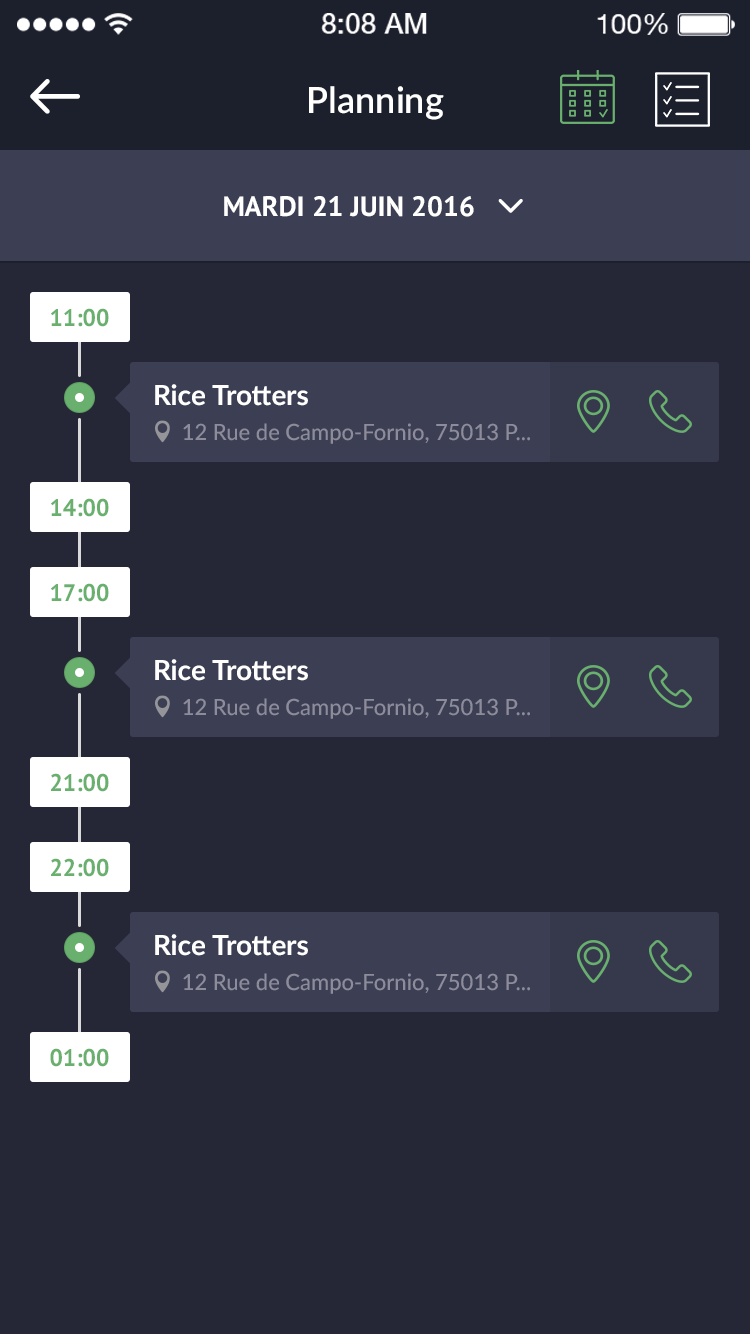 8:08 AM 100%
Planning
MARDI 21 JUIN 2016
11:00
Rice Trotters
12 Rue de Campo-Fornio, 75013 P...
14:00
17:00
Rice Trotters
12 Rue de Campo-Fornio, 75013 P...
21:00
22:00
Rice Trotters
12 Rue de Campo-Fornio, 75013 P...
01:00